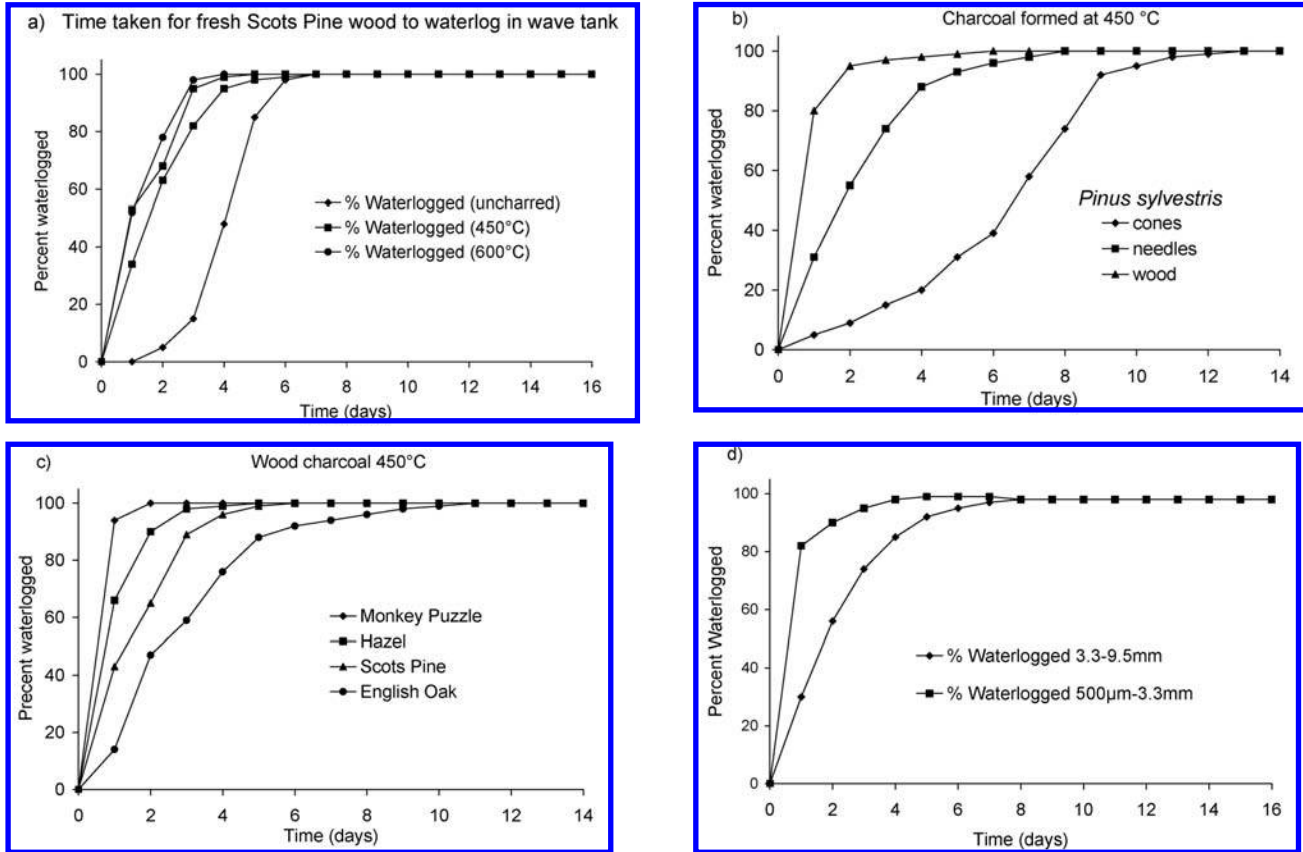 a) Time taken for fresh Scots Pine wood to waterlog in wave tank
100
80
60
40
20
0
Percent waterlogged
% Waterlogged (uncharred)
% Waterlogged (450°C)
% Waterlogged (600°C)
0 2 4 6 8 10 12 14 16
Time (days)
b) Charcoal formed at 450 °C
100
80
60
40
20
0
Percent waterlogged
Pinus sylvestris
cones
needles
wood
0 2 4 6 8 10 12 14
Time (days)
c) Wood charcoal 450°C
100
80
60
40
20
0
Precent waterlogged
Monkey Puzzle
Hazel
Scots Pine
English Oak
0 2 4 6 8 10 12 14
Time (days)
d)
100
80
60
40
20
0
Percent Waterlogged
% Waterlogged 3.3-9.5mm
% Waterlogged 500µm-3.3mm
0 2 4 6 8 10 12 14 16
Time (days)